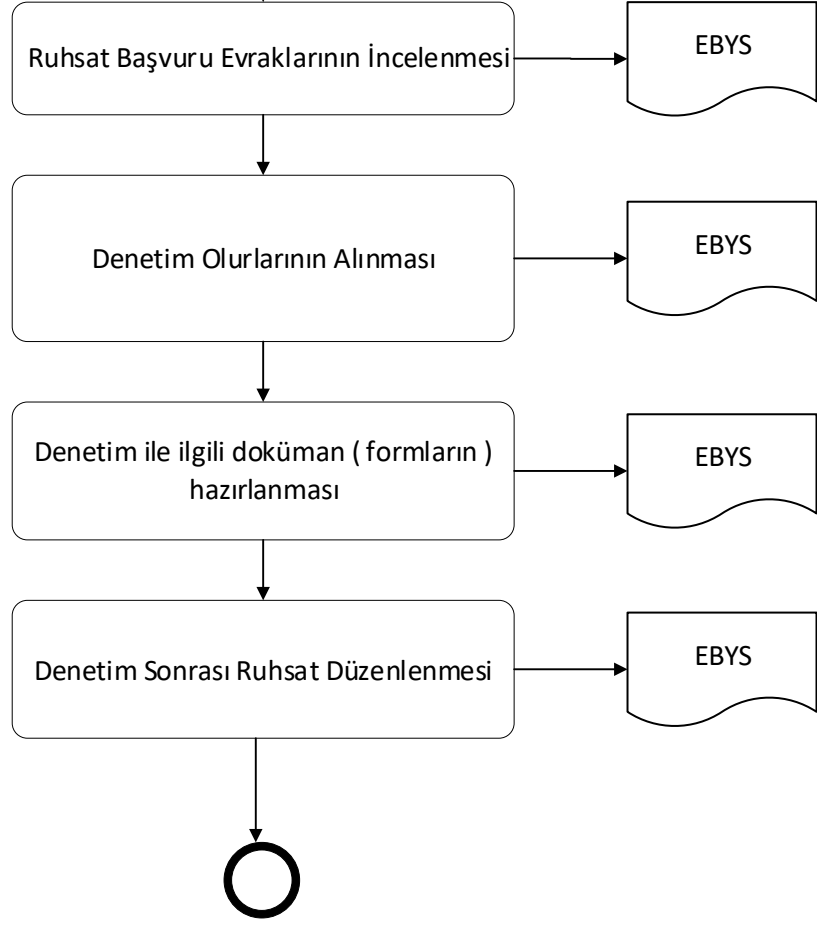 Ruhsat Başvuru Evraklarının İncelenmesi
EBYS
Denetim Olurlarının Alınması
EBYS
Denetim ile ilgili doküman ( formların )
hazırlanması
EBYS
Denetim Sonrası Ruhsat Düzenlenmesi
EBYS